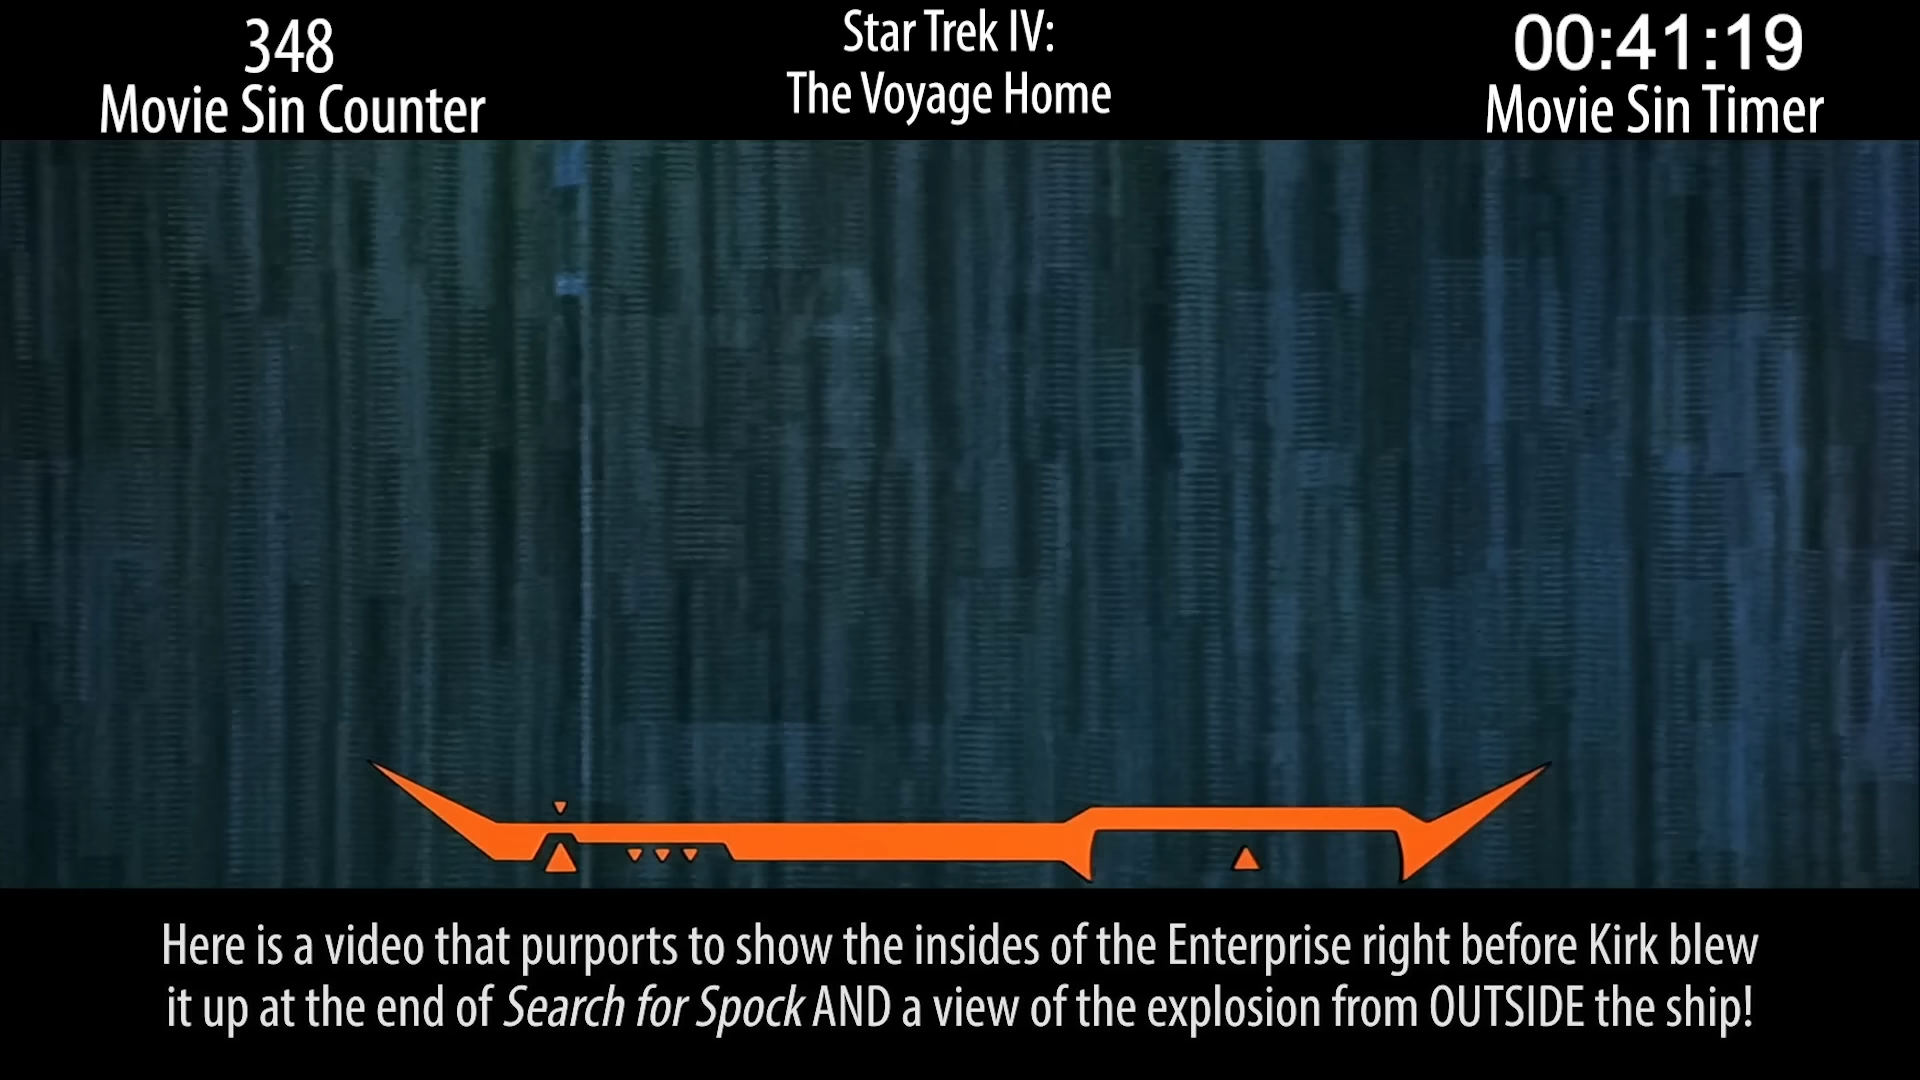 348
Movie Sin Counter
Star Trek IV:
The Voyage Home
00:41:19
Movie Sin Timer
Here is a video that purports to show the insides of the Enterprise right before Kirk blew
it up at the end of Search for Spock AND a view of the explosion from OUTSIDE the ship!